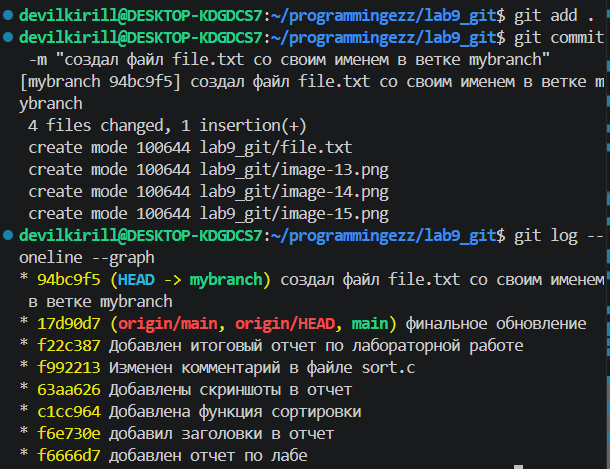 devilkirill@DESKTOP-KDGDCS7:~/programmingezz/lab9_git$ git add .
devilkirill@DESKTOP-KDGDCS7:~/programmingezz/lab9_git$ git commit
 -m "создал файл file.txt со своим именем в ветке mybranch"
[mybranch 94bc9f5] создал файл file.txt со своим именем в ветке m
ybranch
 4 files changed, 1 insertion(+)
 create mode 100644 lab9_git/file.txt
 create mode 100644 lab9_git/image-13.png
 create mode 100644 lab9_git/image-14.png
 create mode 100644 lab9_git/image-15.png
devilkirill@DESKTOP-KDGDCS7:~/programmingezz/lab9_git$ git log --
oneline --graph
* 94bc9f5 (HEAD -> mybranch) создал файл file.txt со своим именем
 в ветке mybranch
* 17d90d7 (origin/main, origin/HEAD, main) финальное обновление
* f22c387 Добавлен итоговый отчет по лабораторной работе
* f992213 Изменен комментарий в файле sort.c
* 63aa626 Добавлены скриншоты в отчет
* c1cc964 Добавлена функция сортировки
* f6e730e добавил заголовки в отчет
* f6666d7 добавлен отчет по лабе